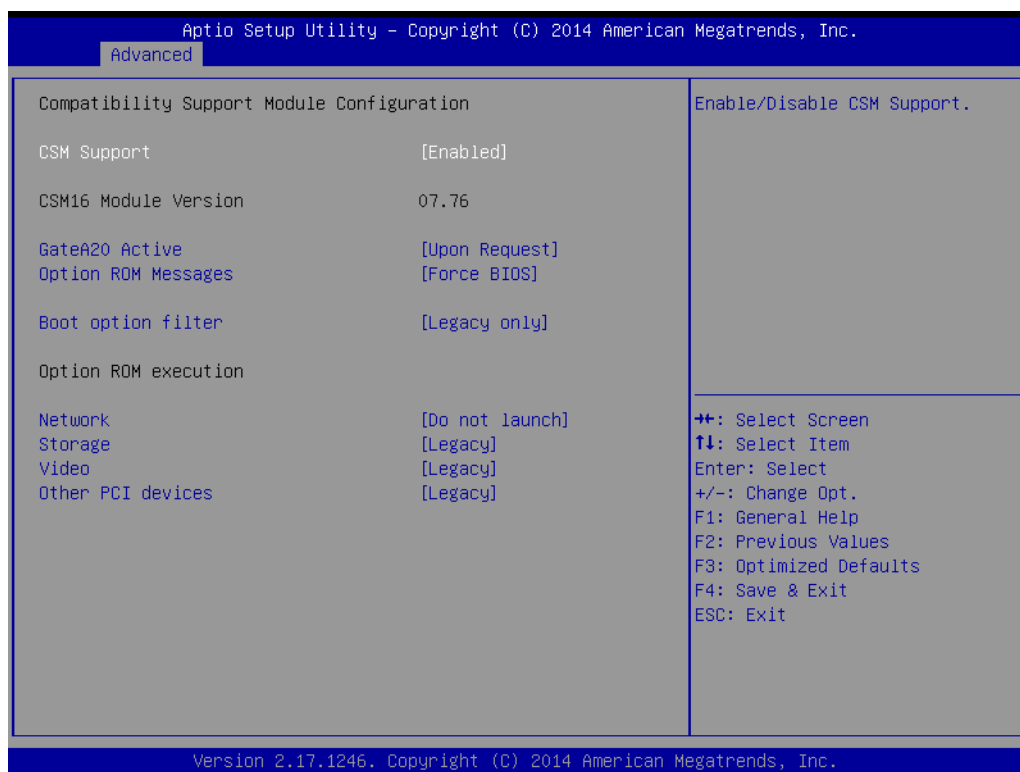 Aptio Setup Utility – Copyright (C) 2014 American Megatrends, Inc.
Advanced
Compatibility Support Module Configuration
CSM Support [Enabled]
CSM16 Module Version 07.76
GateA20 Active [Upon Request]
Option ROM Messages [Force BIOS]
Boot option filter [Legacy only]
Option ROM execution
Network [Do not launch]
Storage [Legacy]
Video [Legacy]
Other PCI devices [Legacy]
Enable/Disable CSM Support.
→←: Select Screen
↑↓: Select Item
Enter: Select
+/-: Change Opt.
F1: General Help
F2: Previous Values
F3: Optimized Defaults
F4: Save & Exit
ESC: Exit
Version 2.17.1246. Copyright (C) 2014 American Megatrends, Inc.